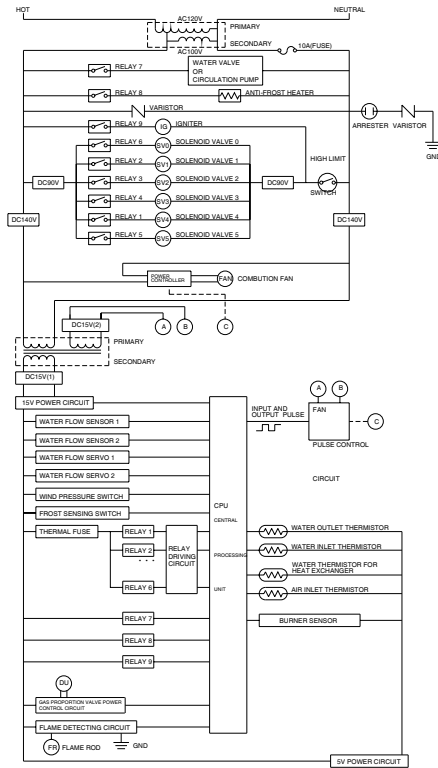 HOT
NEUTRAL
AC120V
PRIMARY
SECONDARY
AC100V
10A(FUSE)
RELAY 7
WATER VALVE
OR
CIRCULATION PUMP
RELAY 8
ANTI-FROST HEATER
VARISTOR
ARRESTER VARISTOR
GND
RELAY 9
IG
IGNITER
RELAY 6
SV0
SOLENOID VALVE 0
HIGH LIMIT
SWITCH
RELAY 2
SV1
SOLENOID VALVE 1
DC90V
RELAY 3
SV2
SOLENOID VALVE 2
DC90V
RELAY 4
SV3
SOLENOID VALVE 3
RELAY 1
SV4
SOLENOID VALVE 4
RELAY 5
SV5
SOLENOID VALVE 5
DC140V
DC140V
POWER
CONTROLLER
FAN
COMBUTION FAN
DC15V(2)
A
B
C
PRIMARY
SECONDARY
DC15V(1)
15V POWER CIRCUIT
WATER FLOW SENSOR 1
WATER FLOW SENSOR 2
WATER FLOW SERVO 1
WATER FLOW SERVO 2
WIND PRESSURE SWITCH
FROST SENSING SWITCH
THERMAL FUSE
RELAY 1
RELAY 2
RELAY 6
RELAY
DRIVING
CIRCUIT
RELAY 7
RELAY 8
RELAY 9
CPU
CENTRAL
PROCESSING
UNIT
INPUT AND
OUTPUT PULSE
A
B
FAN
C
PULSE CONTROL
CIRCUIT
WATER OUTLET THERMISTOR
WATER INLET THERMISTOR
WATER THERMISTOR FOR
HEAT EXCHANGER
AIR INLET THERMISTOR
BURNER SENSOR
DU
GAS PROPORTION VALVE POWER
CONTROL CIRCUIT
FLAME DETECTING CIRCUIT
FR
FLAME ROD
GND
5V POWER CIRCUIT